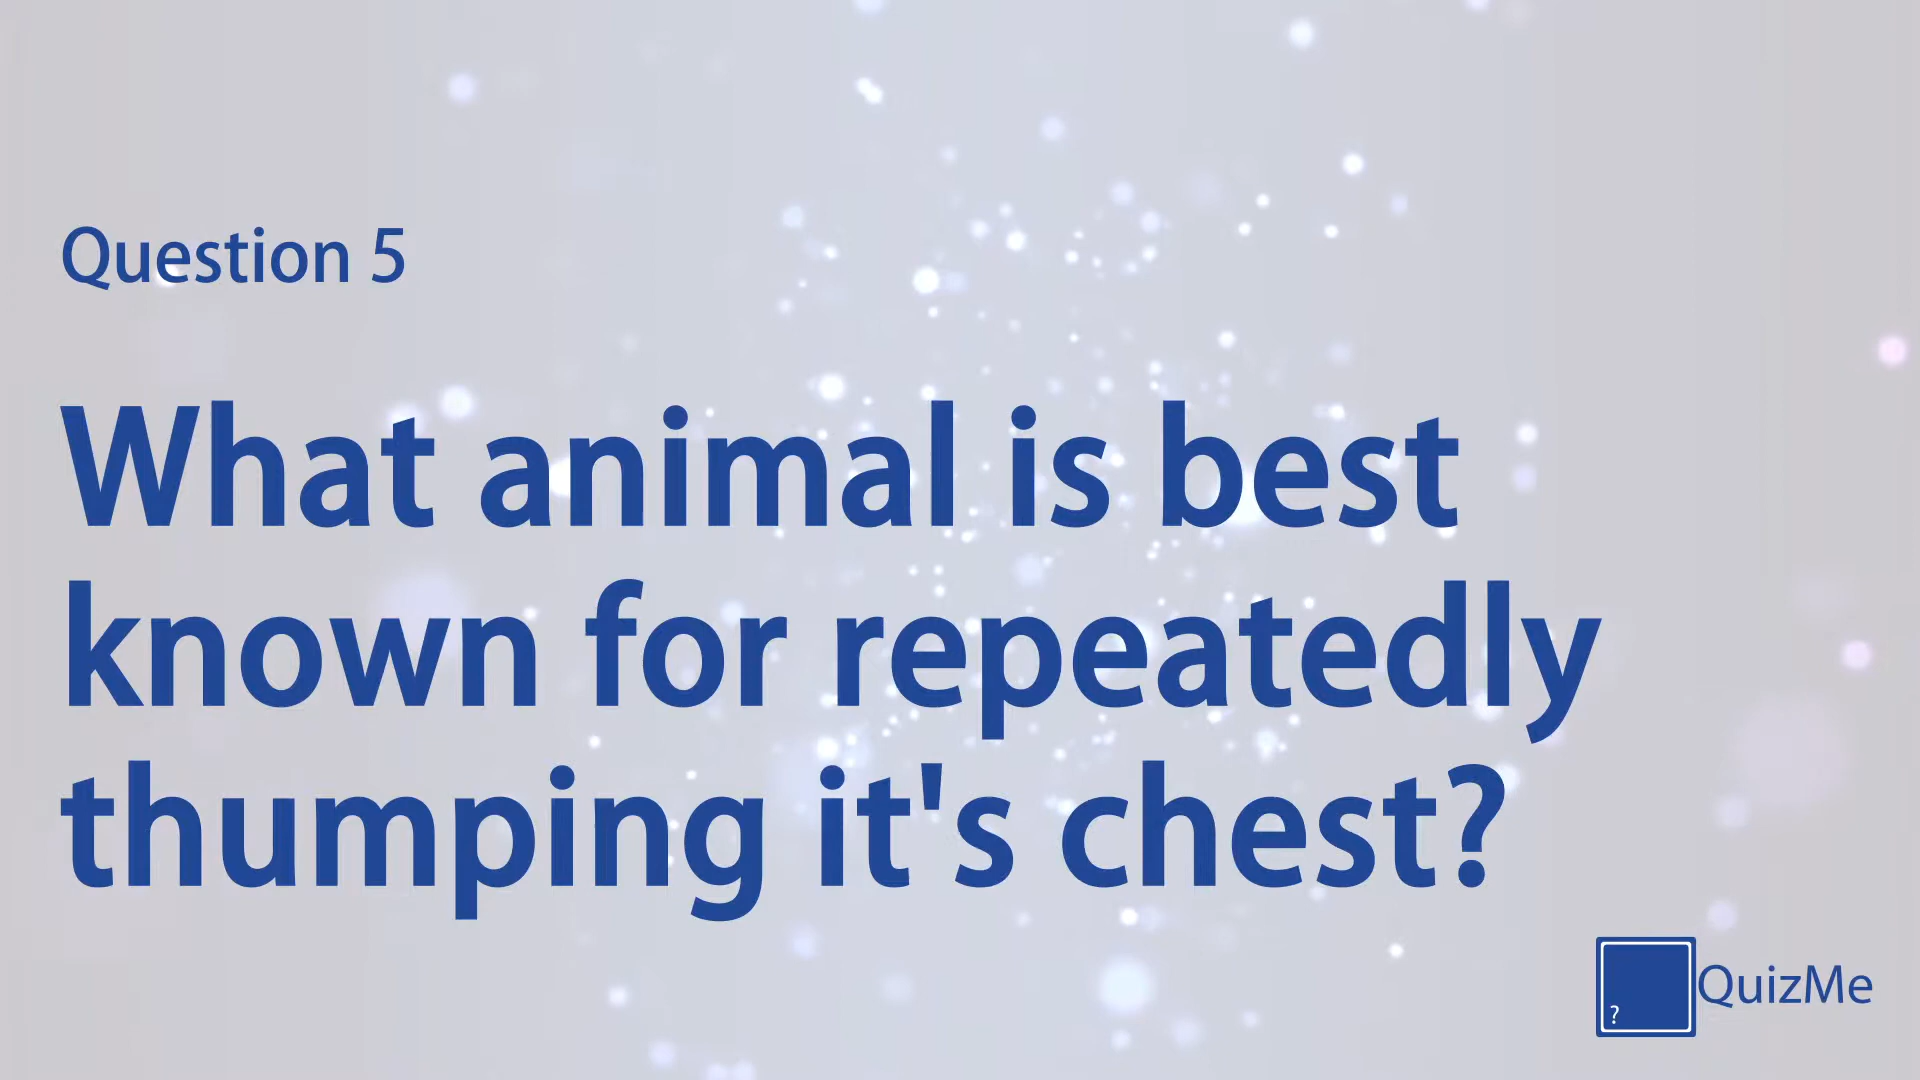 Question 5
What animal is best
known for repeatedly
thumping it's chest?
?
QuizMe